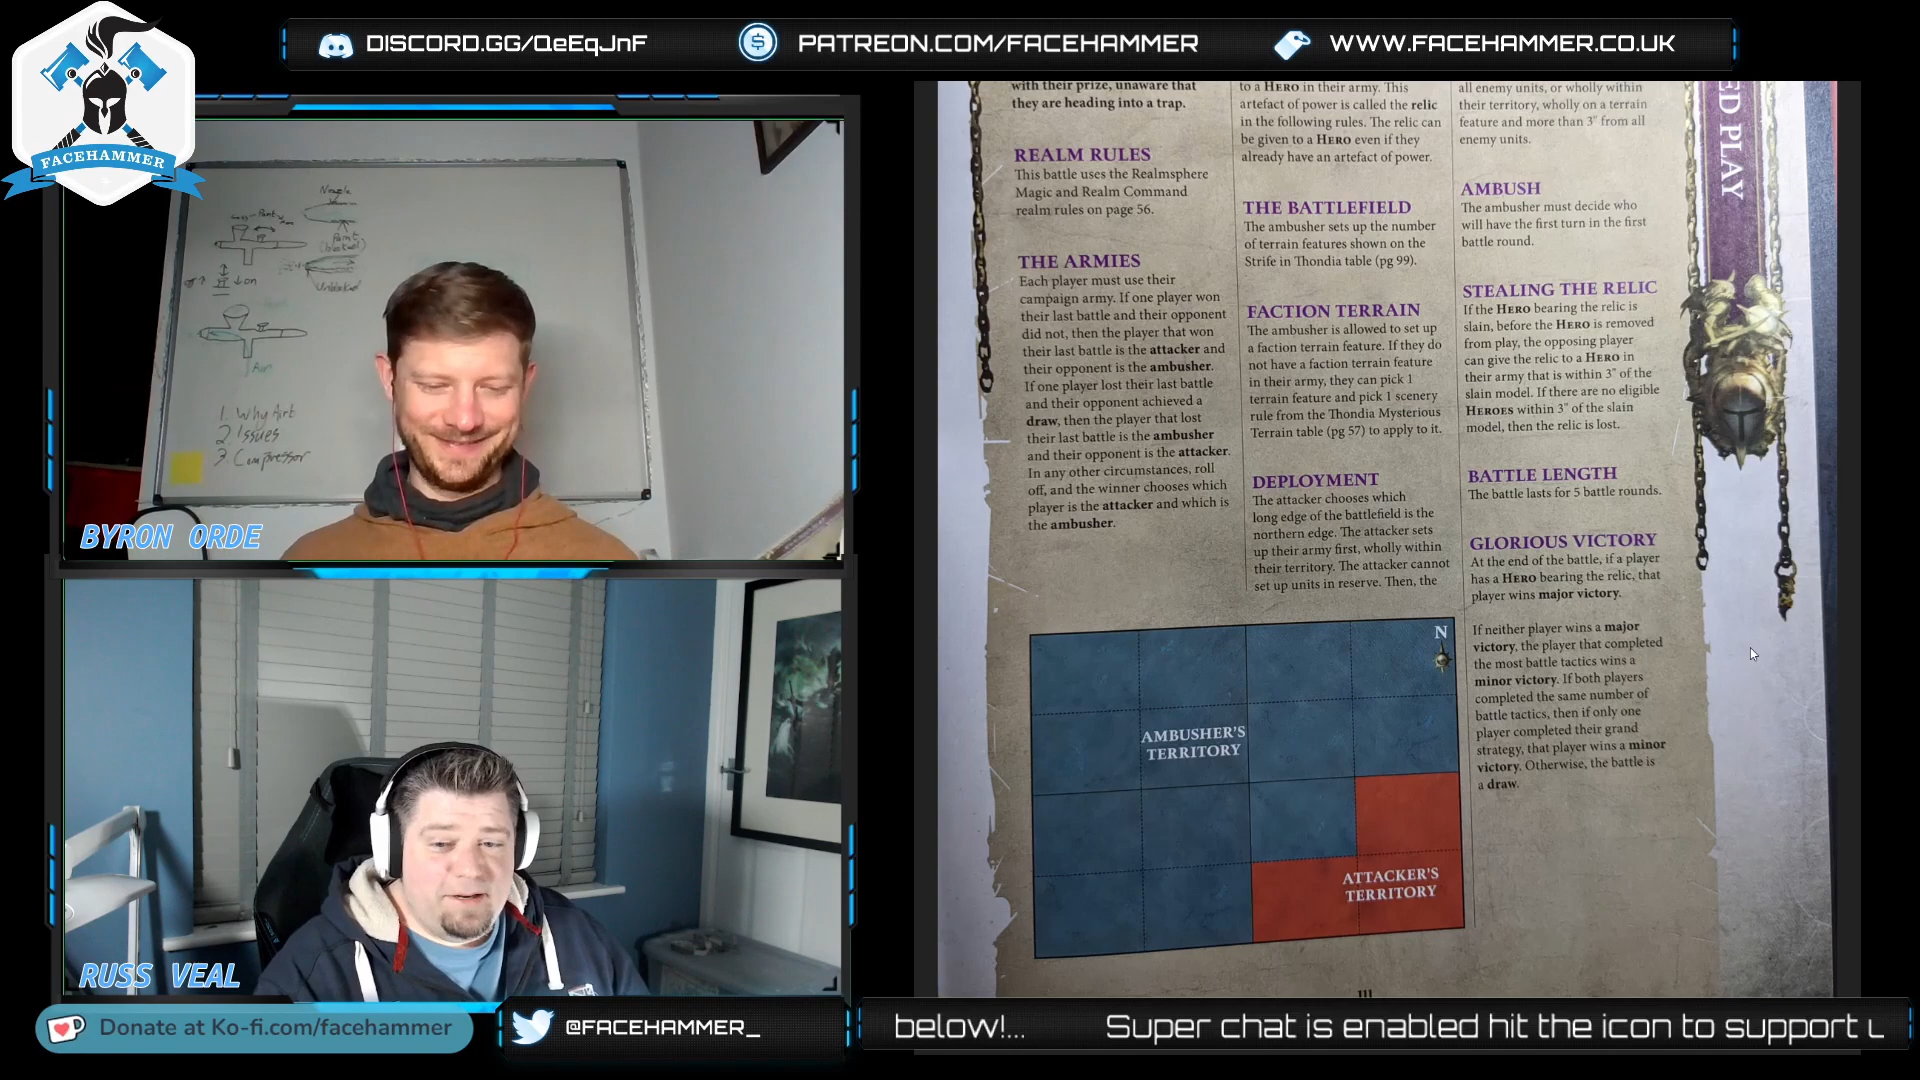 DISCORD.GG/QeEqJnF
PATREON.COM/FACEHAMMER
WWW.FACEHAMMER.CO.UK
FACEHAMMER
Nozzle
Paint
Air
1. Why Airb
2 Issues
3. Compressor
BYRON ORDE
RUSS VEAL
with their prize, unaware that
they are heading into a trap.
REALM RULES
This battle uses the Realmsphere
Magic and Realm Command
realm rules on page 56.
THE ARMIES
Each player must use their
campaign army. If one player won
their last battle and their opponent
did not, then the player that won
their last battle is the attacker and
their opponent is the ambusher.
If one player lost their last battle
and their opponent achieved a
draw, then the player that lost
their last battle is the ambusher
and their opponent is the attacker.
In any other circumstances, roll
off, and the winner chooses which
player is the attacker and which is
the ambusher.
to a HERO in their army. This
artefact of power is called the relic
in the following rules. The relic can
be given to a HERO even if they
already have an artefact of power.
THE BATTLEFIELD
The ambusher sets up the number
of terrain features shown on the
Strife in Thondia table (pg 99).
FACTION TERRAIN
The ambusher is allowed to set up
a faction terrain feature. If they do
not have a faction terrain feature
in their army, they can pick 1
terrain feature and pick 1 scenery
rule from the Thondia Mysterious
Terrain table (pg 57) to apply to it.
DEPLOYMENT
The attacker chooses which
long edge of the battlefield is the
northern edge. The attacker sets
up their army first, wholly within
their territory. The attacker cannot
set up units in reserve. Then, the
all enemy units, or wholly within
their territory, wholly on a terrain
feature and more than 3" from all
enemy units.
AMBUSH
The ambusher must decide who
will have the first turn in the first
battle round.
STEALING THE RELIC
If the HERO bearing the relic is
slain, before the HERO is removed
from play, the opposing player
can give the relic to a HERO in
their army that is within 3" of the
slain model. If there are no eligible
HEROES within 3" of the slain
model, then the relic is lost.
BATTLE LENGTH
The battle lasts for 5 battle rounds.
GLORIOUS VICTORY
At the end of the battle, if a player
has a HERO bearing the relic, that
player wins major victory.
If neither player wins a major
victory, the player that completed
the most battle tactics wins a
minor victory. If both players
completed the same number of
battle tactics, then if only one
player completed their grand
strategy, that player wins a minor
victory. Otherwise, the battle is
a draw.
ED PLAY
N
AMBUSHER'S
TERRITORY
ATTACKER'S
TERRITORY
111
Donate at Ko-fi.com/facehammer
@FACEHAMMER_
below!... Super chat is enabled hit the icon to support